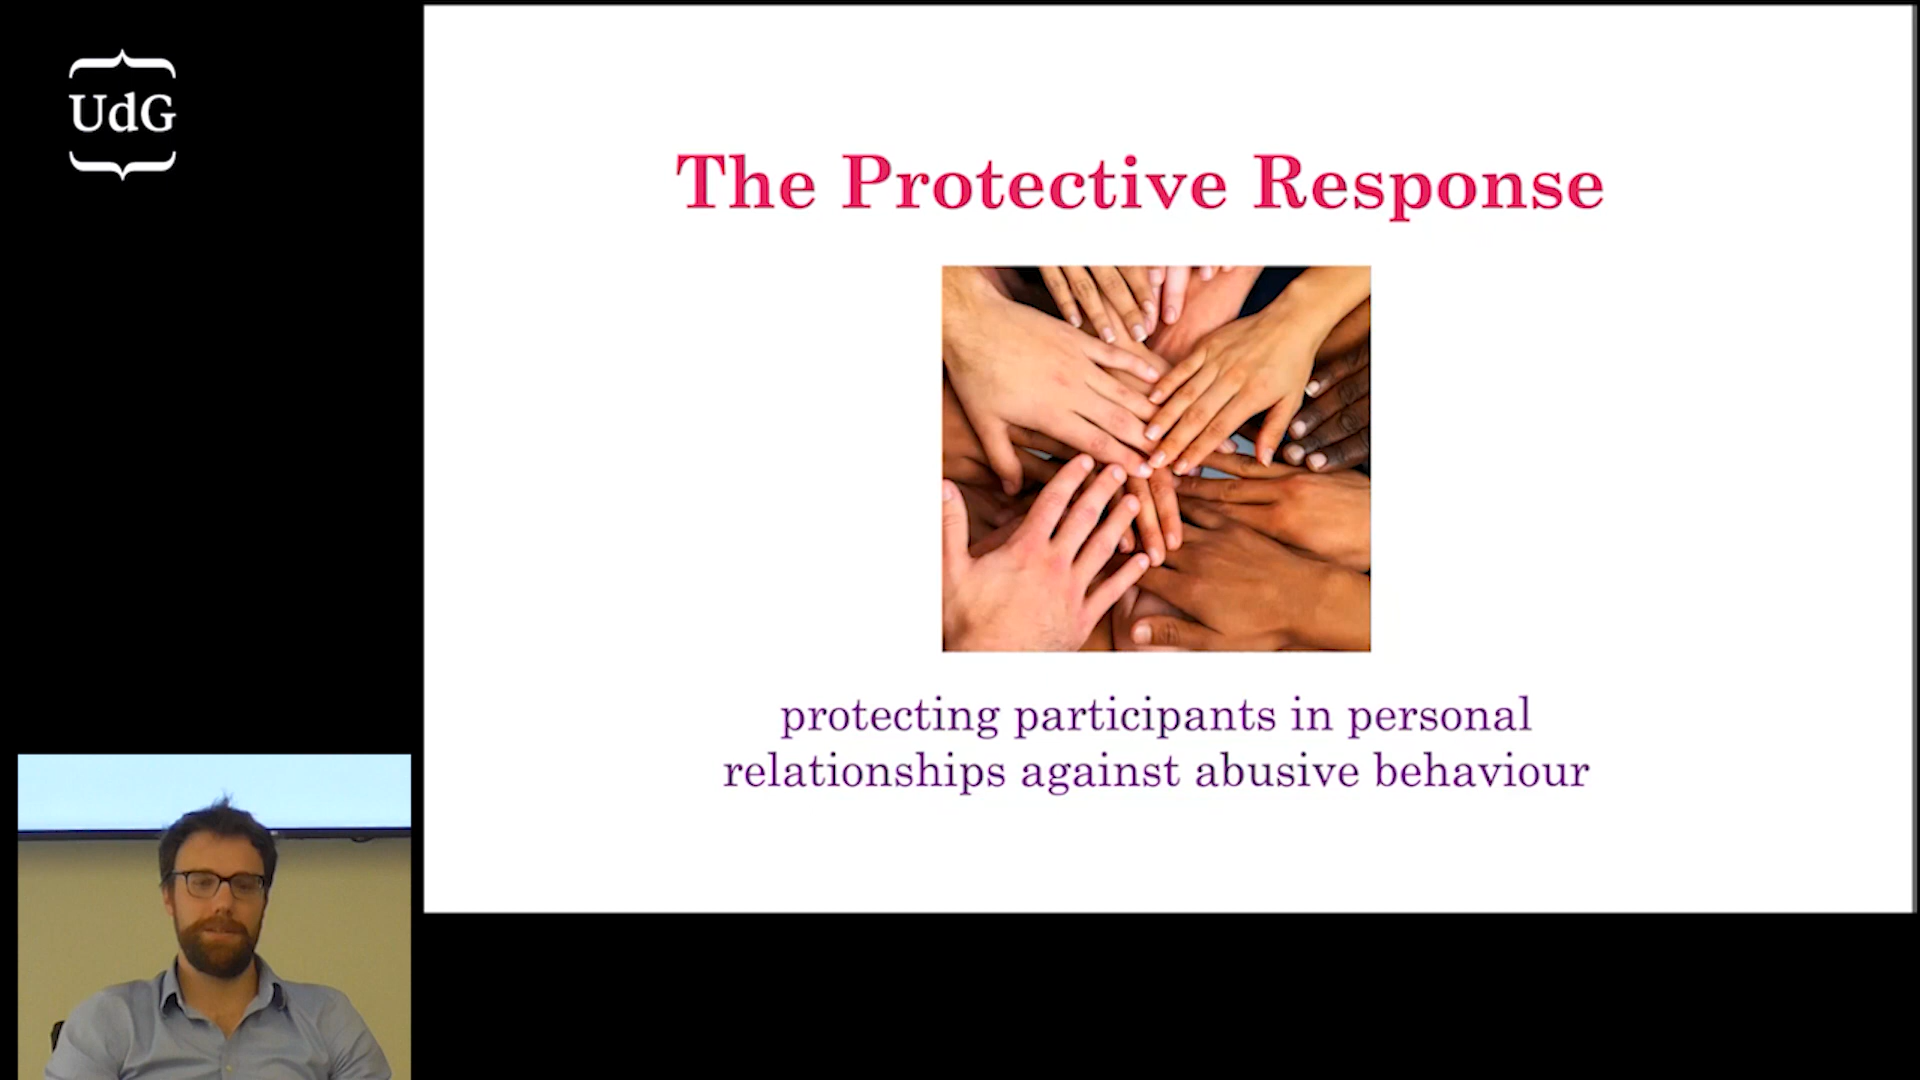 UdG
The Protective Response
protecting participants in personal
relationships against abusive behaviour